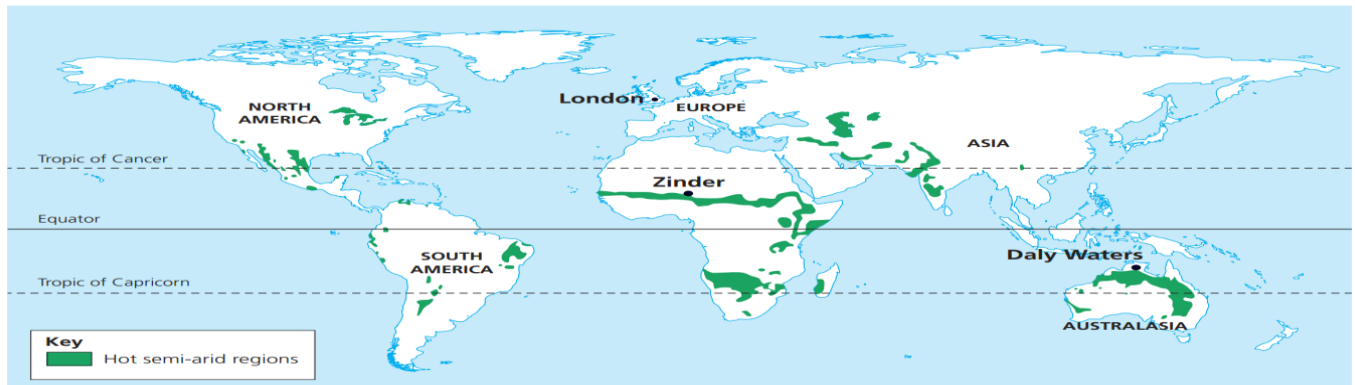 London
EUROPE
NORTH
AMERICA
ASIA
Tropic of Cancer
Zinder
Equator
SOUTH
AMERICA
Daly Waters
Tropic of Capricorn
AUSTRALASIA
Key
Hot semi-arid regions